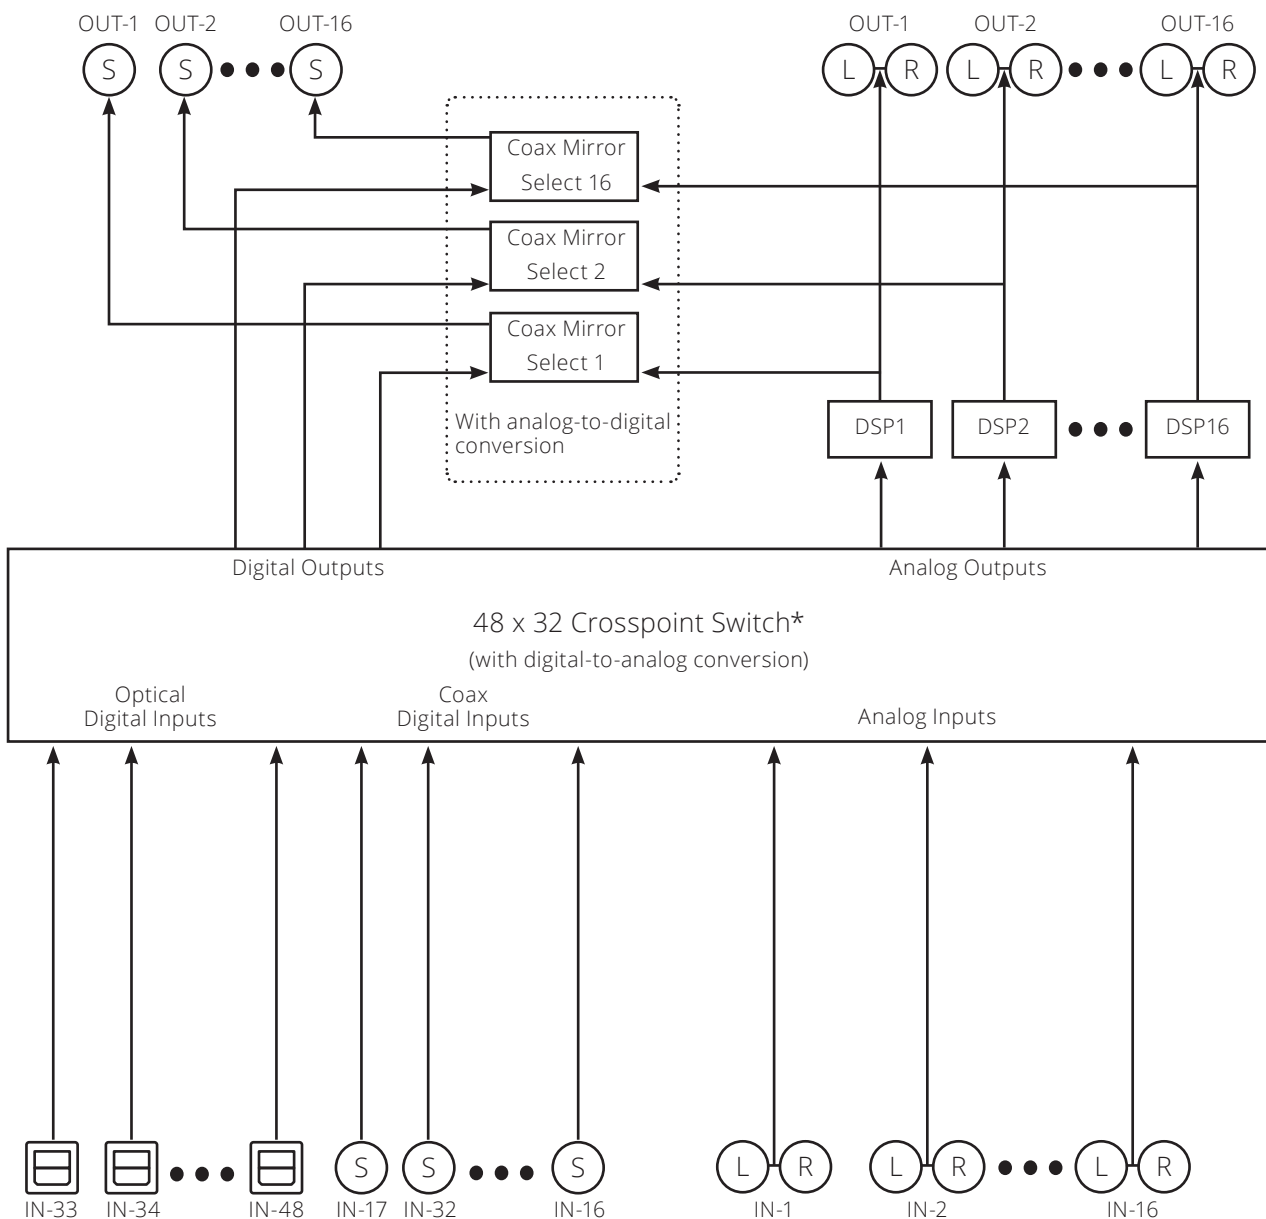 OUT-1 OUT-2 OUT-16 OUT-1 OUT-2 OUT-16
S S S L R L R L R
Coax Mirror
Select 16
Coax Mirror
Select 2
Coax Mirror
Select 1
With analog-to-digital
conversion
DSP1 DSP2 DSP16
Digital Outputs Analog Outputs
48 x 32 Crosspoint Switch*
(with digital-to-analog conversion)
Optical
Digital Inputs
Coax
Digital Inputs
Analog Inputs
S S S L R L R L R
IN-33 IN-34 IN-48 IN-17 IN-32 IN-16 IN-1 IN-2 IN-16